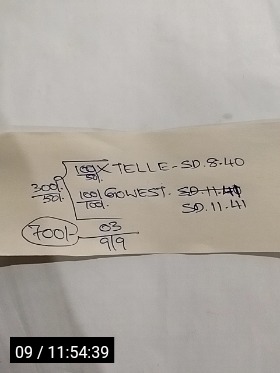 100/. X TELLE - SD. 8.40
50/.
300/.
50/.
100/ GOWEST. SD.11.40
100/. SD.11.41
700/- 03
9/9
09 / 11:54:39